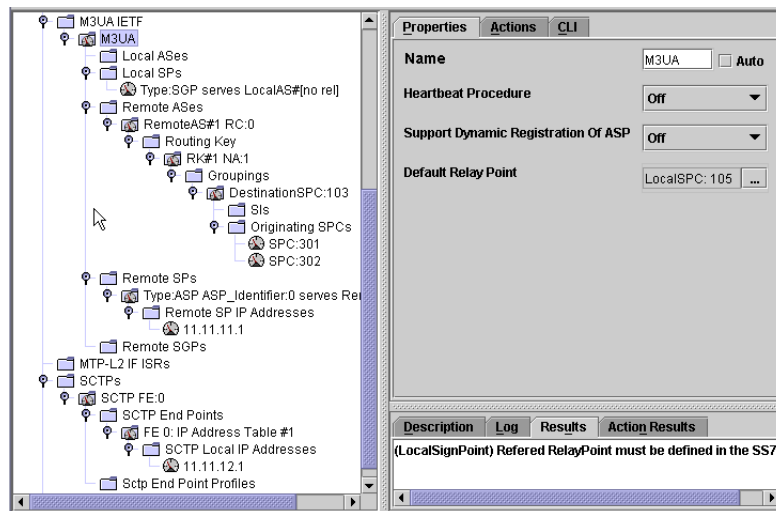 M3UA IETF
M3UA
Local ASes
Local SPs
Type:SGP serves LocalAS#[no rel]
Remote ASes
RemoteAS#1 RC:0
Routing Key
RK#1 NA:1
Groupings
DestinationSPC:103
SIs
Originating SPCs
SPC:301
SPC:302
Remote SPs
Type:ASP ASP_Identifier:0 serves Rer
Remote SP IP Addresses
11.11.11.1
Remote SGPs
MTP-L2 IF ISRs
SCTPs
SCTP FE:0
SCTP End Points
FE 0: IP Address Table #1
SCTP Local IP Addresses
11.11.12.1
Sctp End Point Profiles
Properties Actions CLI
Name M3UA Auto
Heartbeat Procedure Off
Support Dynamic Registration Of ASP Off
Default Relay Point LocalSPC: 105 ...
Description Log Results Action Results
(LocalSignPoint) Refered RelayPoint must be defined in the SS7